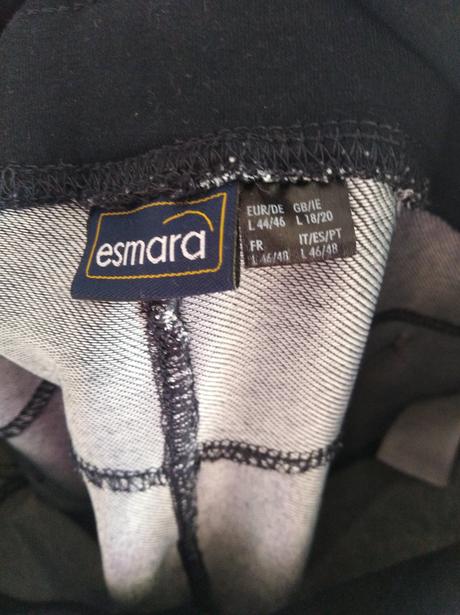 esmara
EUR/DE GB/IE
L 44/46 L 18/20
FR IT/ES/PT
L 46/48 L 46/48